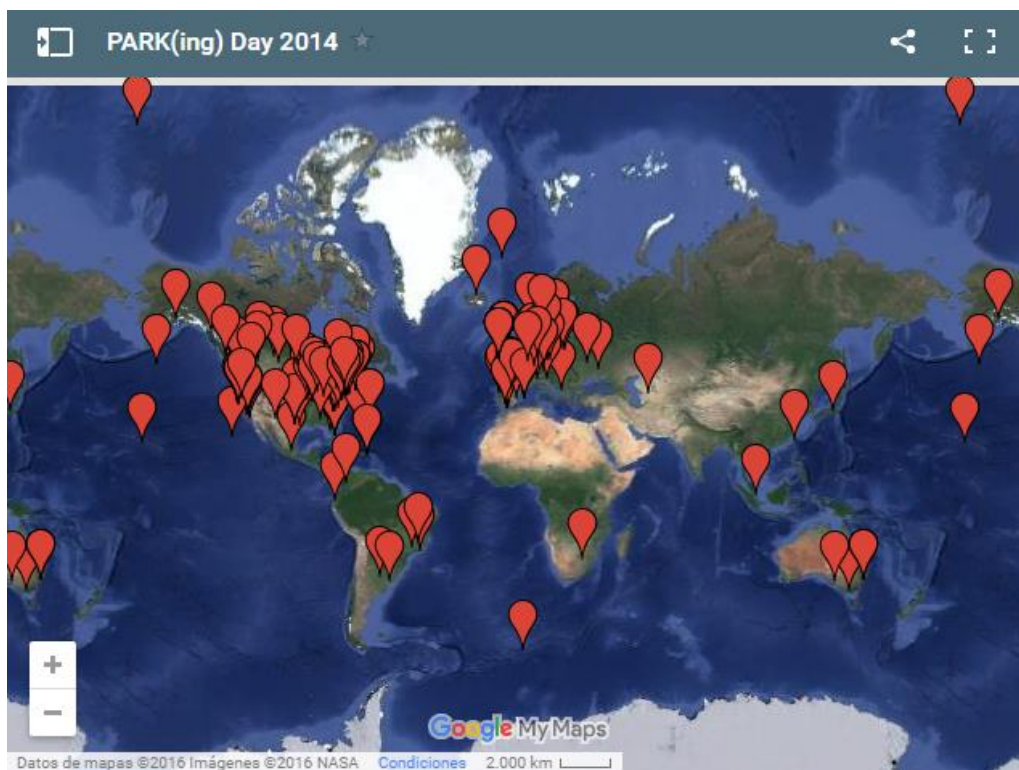 PARK(ing) Day 2014
Google My Maps
Datos de mapas ©2016 Imágenes ©2016 NASA Condiciones 2.000 km